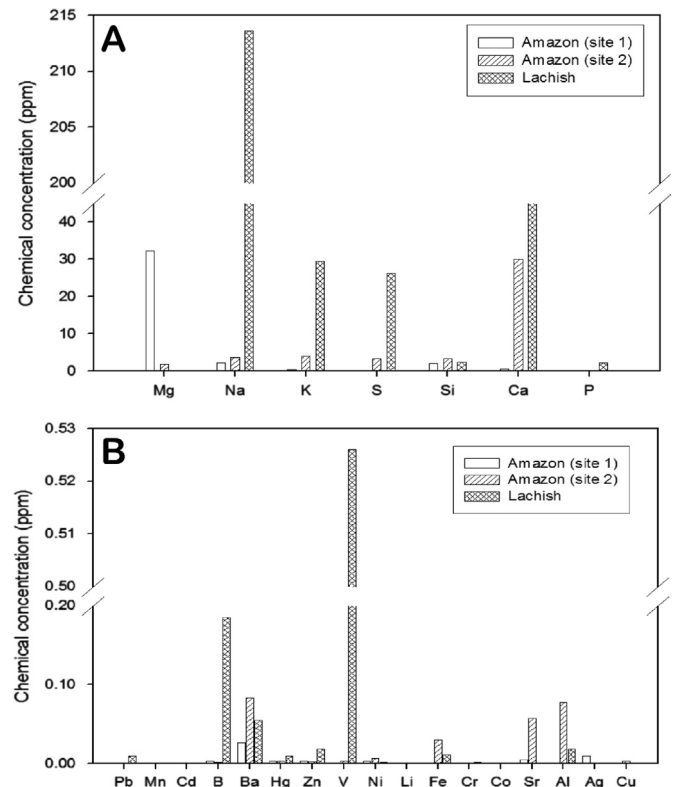 A
Chemical concentration (ppm)
215
210
205
200
40
30
20
10
0
Amazon (site 1)
Amazon (site 2)
Lachish
Mg Na K S Si Ca P
B
Chemical concentration (ppm)
0.53
0.52
0.51
0.50
0.20
0.10
0.00
Amazon (site 1)
Amazon (site 2)
Lachish
Pb Mn Cd B Ba Hg Zn V Ni Li Fe Cr Co Sr Al Ag Cu